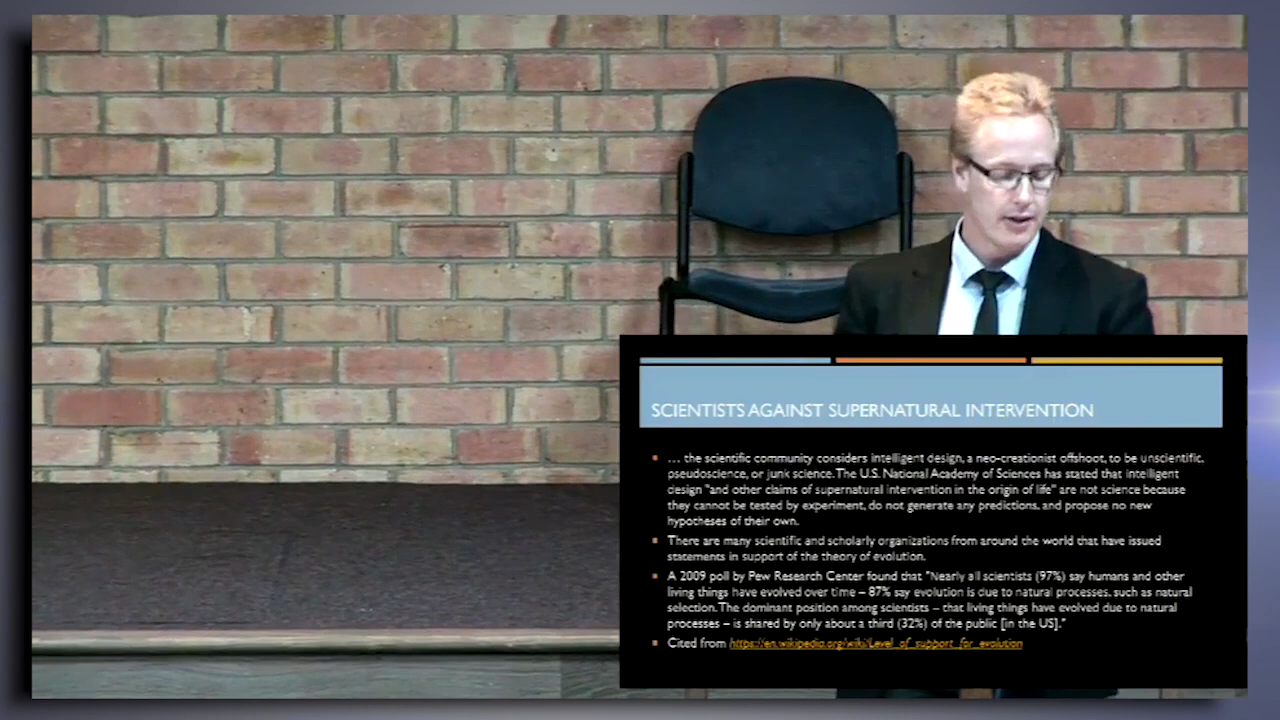 SCIENTISTS AGAINST SUPERNATURAL INTERVENTION
… the scientific community considers intelligent design, a neo-creationist offshoot, to be unscientific,
pseudoscience, or junk science. The U.S. National Academy of Sciences has stated that intelligent
design "and other claims of supernatural intervention in the origin of life" are not science because
they cannot be tested by experiment, do not generate any predictions, and propose no new
hypotheses of their own.
There are many scientific and scholarly organizations from around the world that have issued
statements in support of the theory of evolution.
A 2009 poll by Pew Research Center found that "Nearly all scientists (97%) say humans and other
living things have evolved over time – 87% say evolution is due to natural processes, such as natural
selection. The dominant position among scientists – that living things have evolved due to natural
processes – is shared by only about a third (32%) of the public [in the US]."
Cited from https://en.wikipedia.org/wiki/Level_of_support_for_evolution